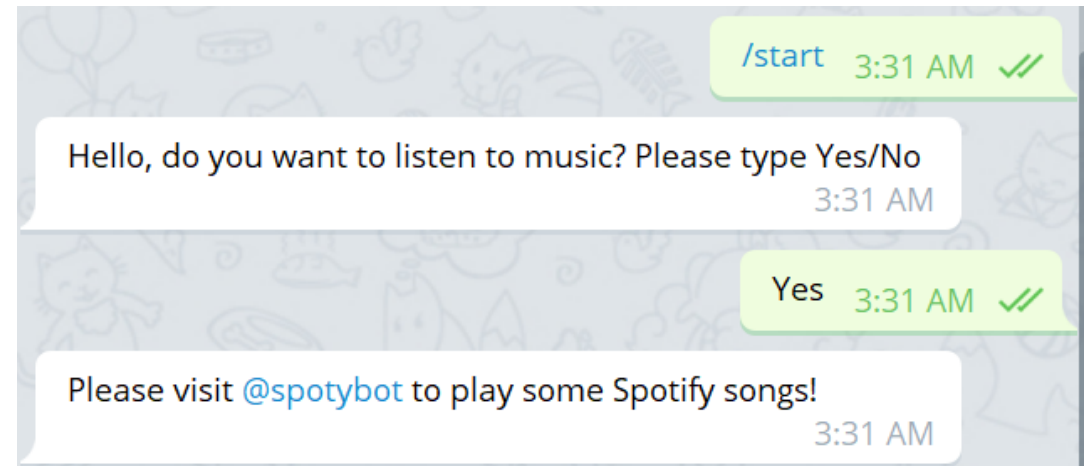 /start 3:31 AM
Hello, do you want to listen to music? Please type Yes/No
3:31 AM
Yes 3:31 AM
Please visit @spotybot to play some Spotify songs!
3:31 AM